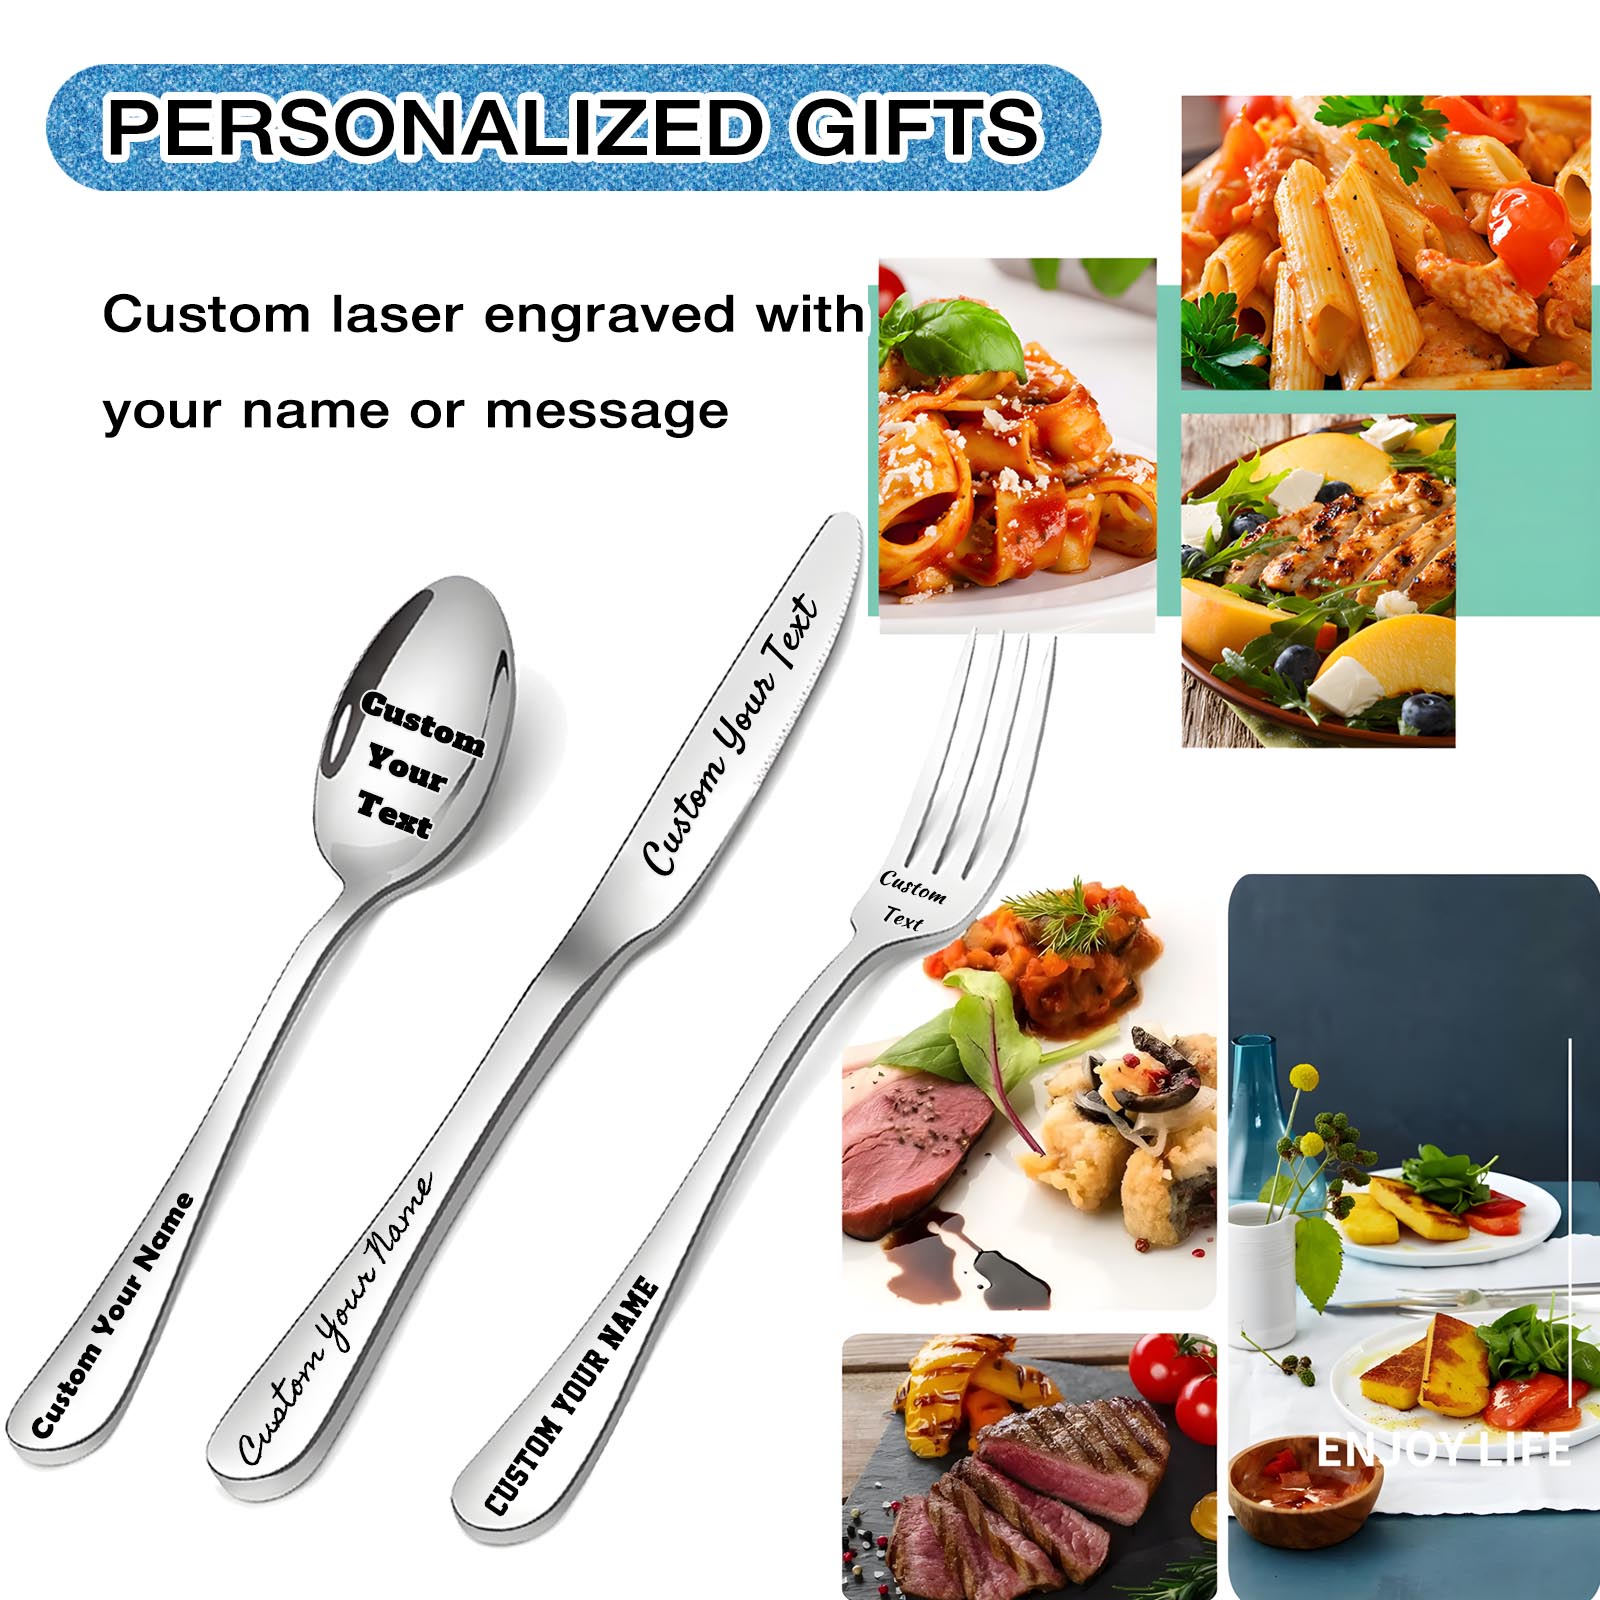 PERSONALIZED GIFTS
Custom laser engraved with
your name or message
Custom
Your
Text
Custom Your Text
Custom
Text
Custom Your Name
Custom Your Name
CUSTOM YOUR NAME
ENJOY LIFE